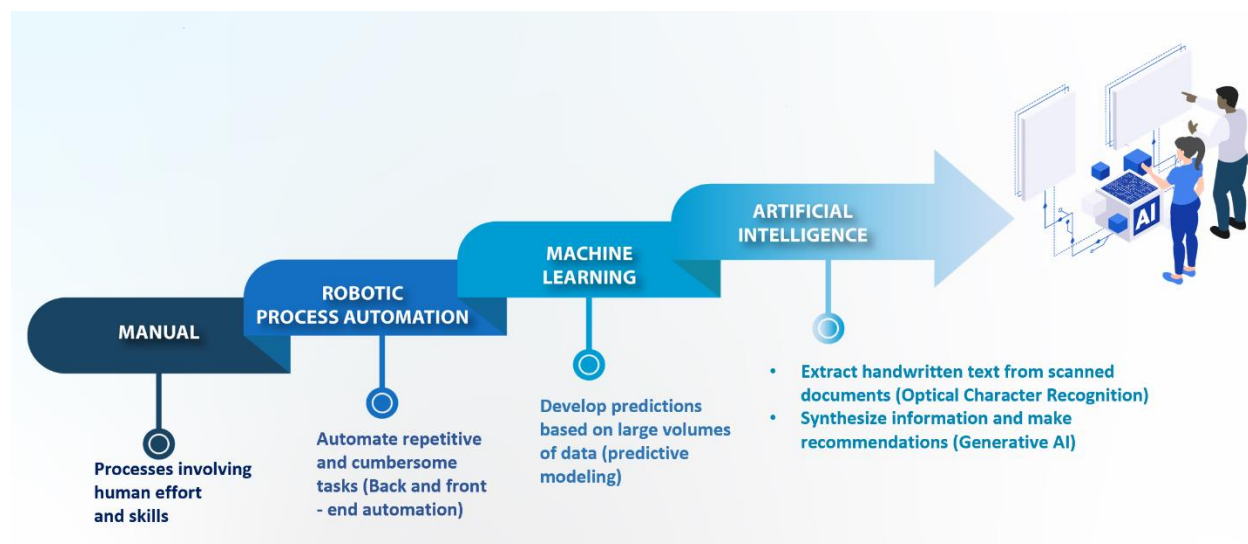 MANUAL
Processes involving
human effort
and skills
ROBOTIC
PROCESS AUTOMATION
Automate repetitive
and cumbersome
tasks (Back and front
- end automation)
MACHINE
LEARNING
Develop predictions
based on large volumes
of data (predictive
modeling)
ARTIFICIAL
INTELLIGENCE
• Extract handwritten text from scanned
documents (Optical Character Recognition)
• Synthesize information and make
recommendations (Generative AI)
AI